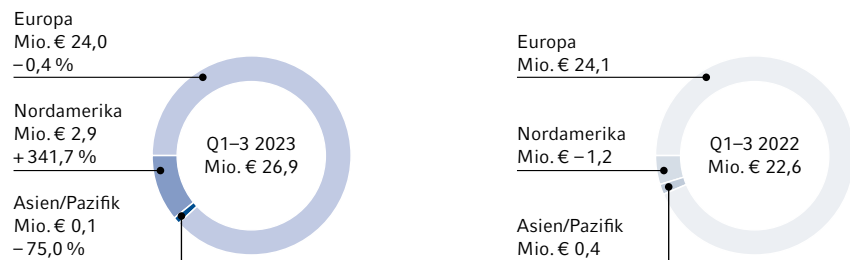 Europa
Mio. € 24,0
–0,4 %
Nordamerika
Mio. € 2,9
+341,7 %
Asien/Pazifik
Mio. € 0,1
–75,0 %
Q1–3 2023
Mio. € 26,9
Europa
Mio. € 24,1
Nordamerika
Mio. € –1,2
Asien/Pazifik
Mio. € 0,4
Q1–3 2022
Mio. € 22,6